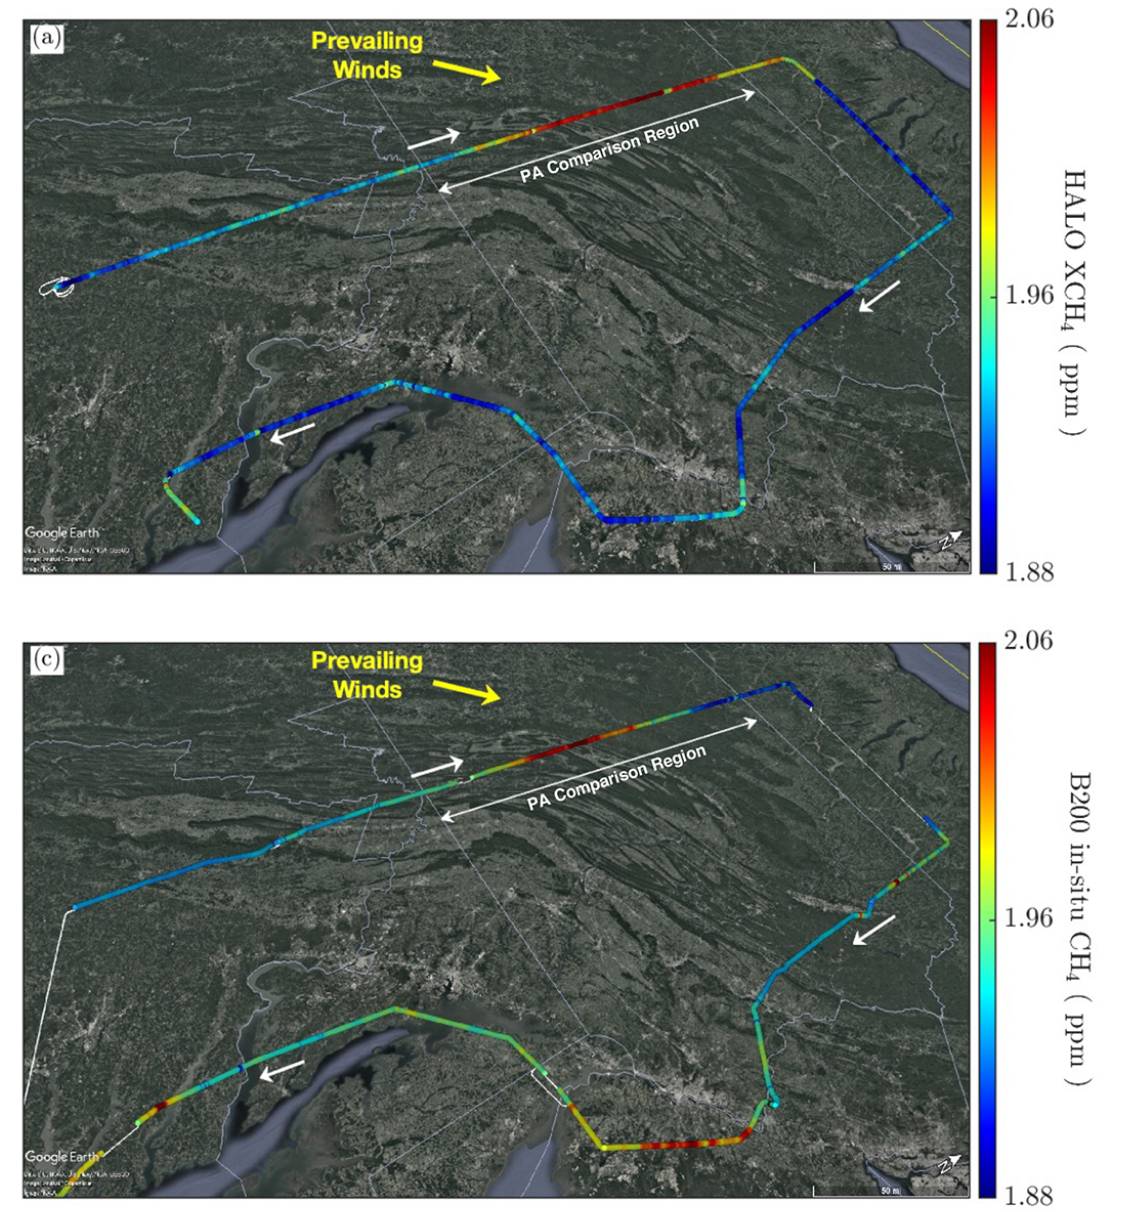 (a)
Prevailing
Winds
PA Comparison Region
Google Earth
50 mi
N
2.06
1.96
1.88
HALO XCH₄ ( ppm )
(c)
Prevailing
Winds
PA Comparison Region
Google Earth
50 mi
N
2.06
1.96
1.88
B200 in-situ CH₄ ( ppm )